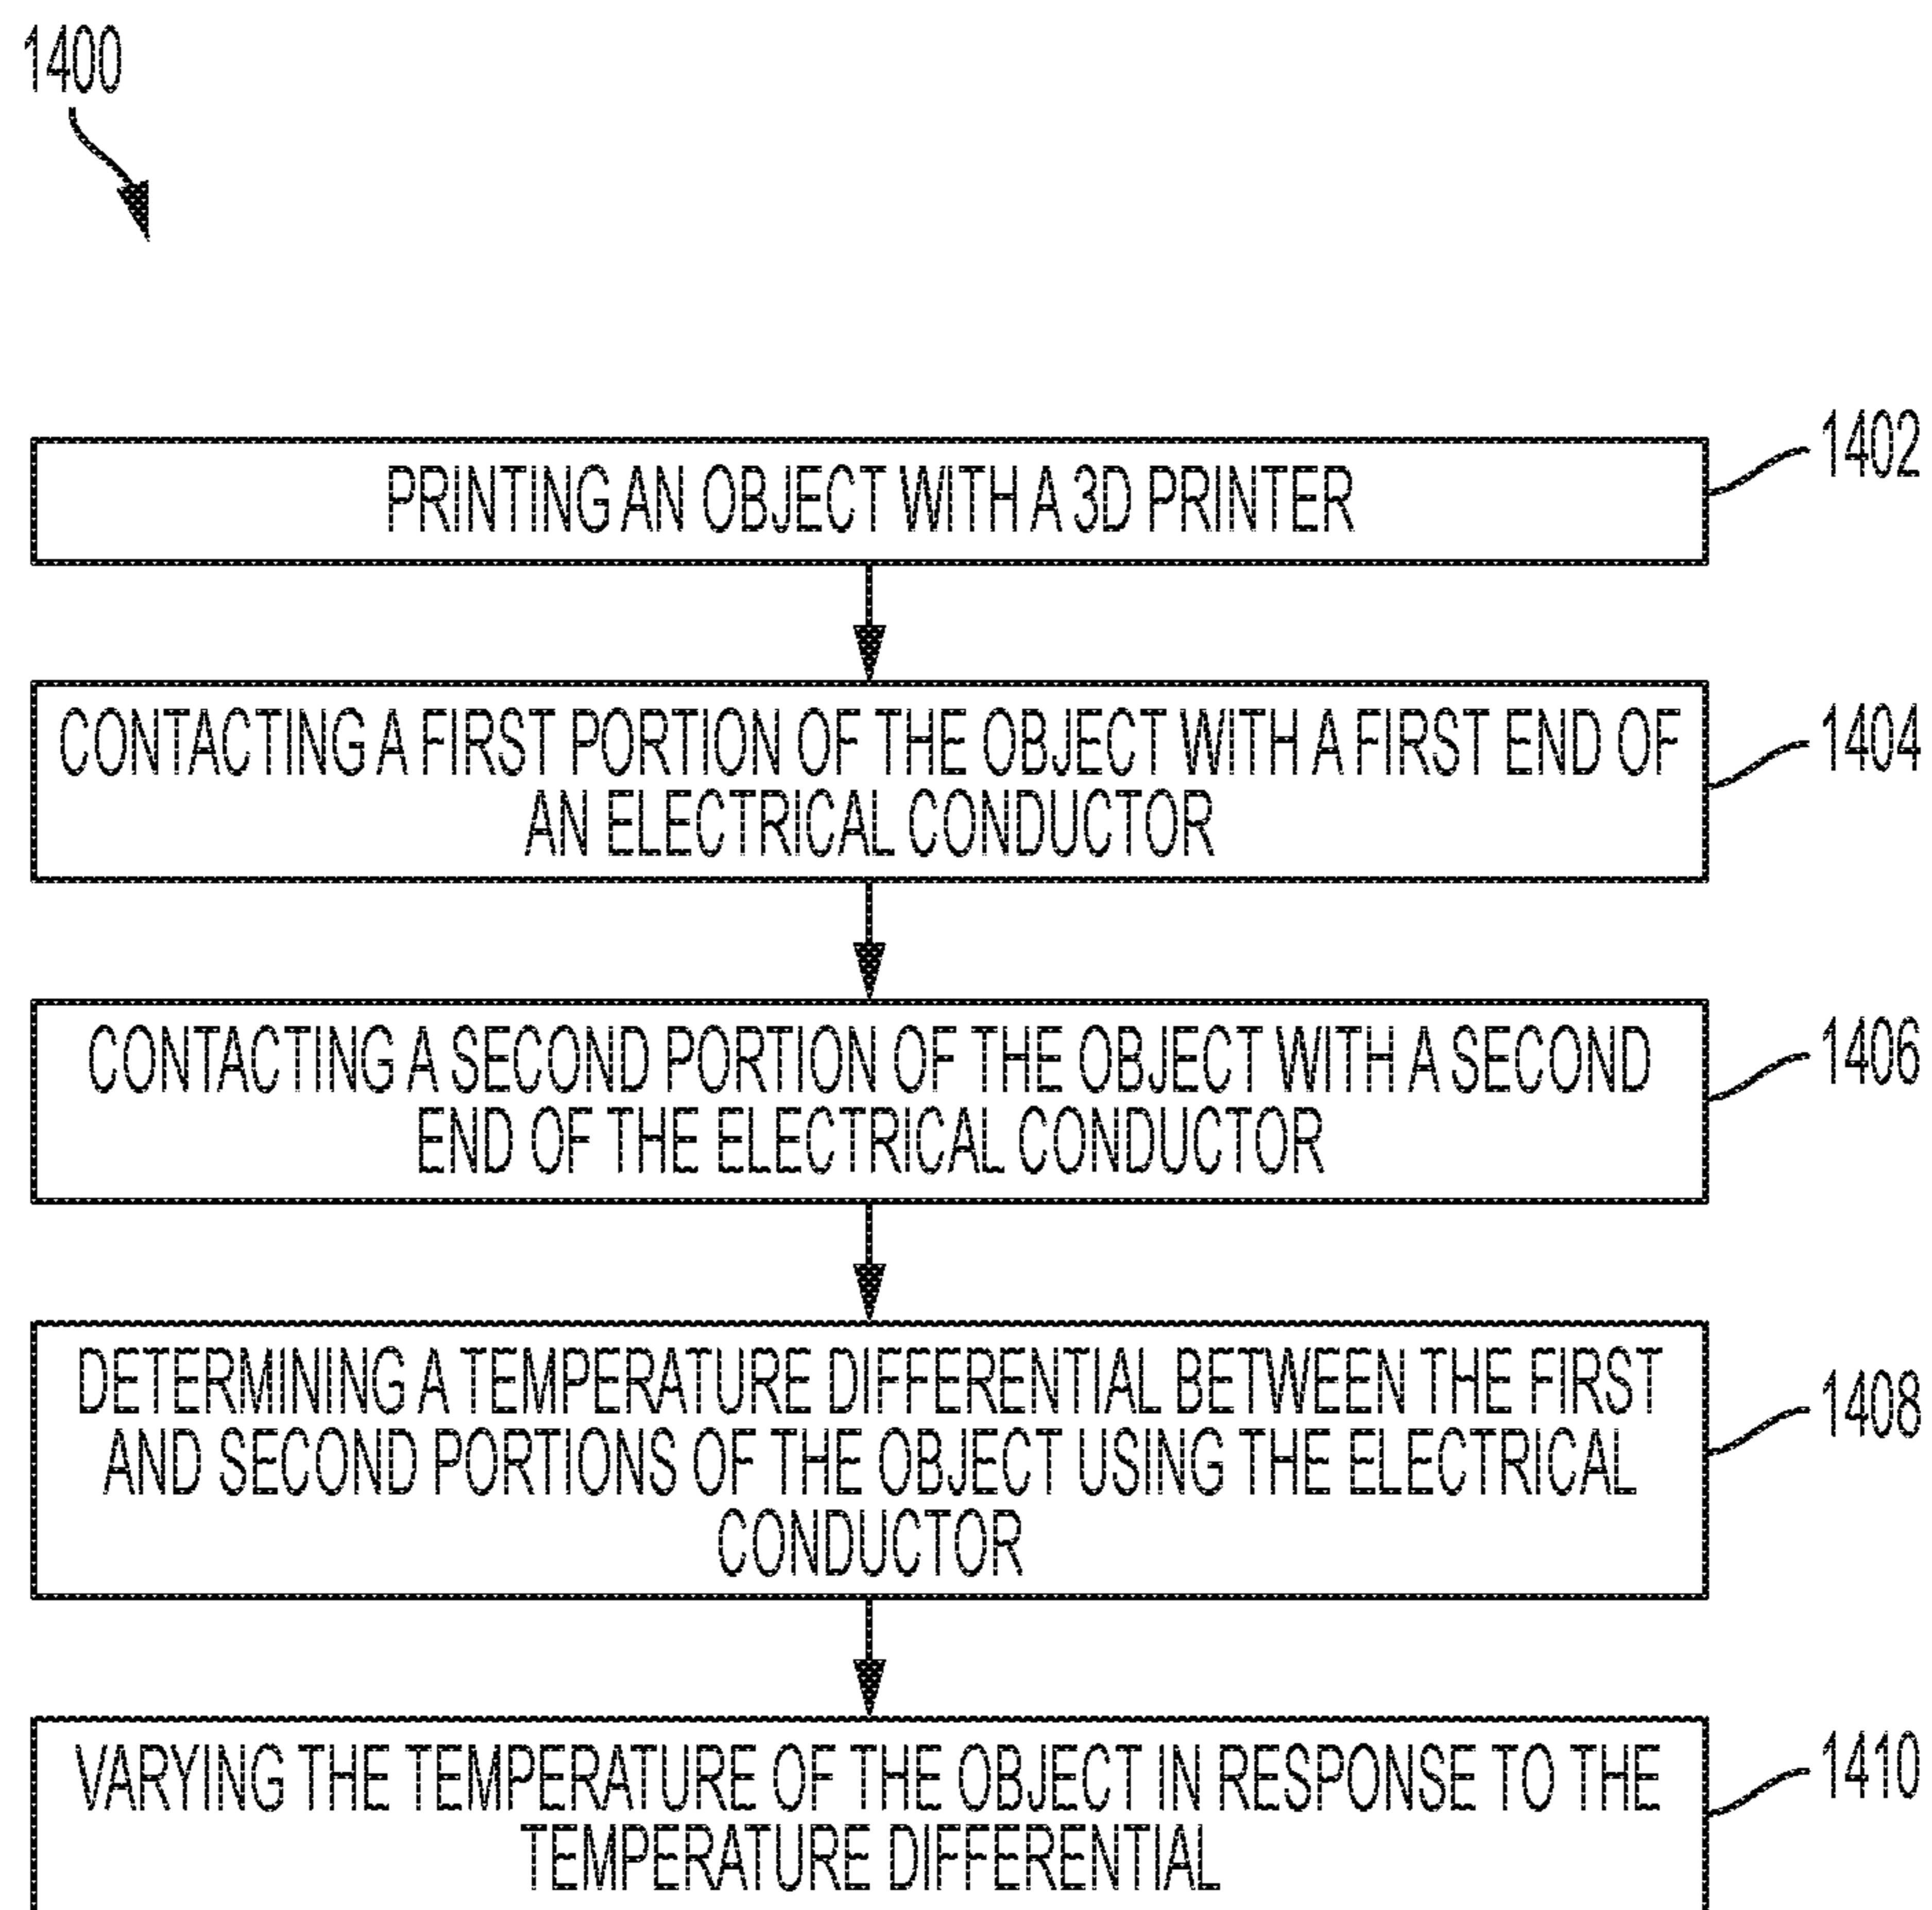 1400
PRINTING AN OBJECT WITH A 3D PRINTER
1402
CONTACTING A FIRST PORTION OF THE OBJECT WITH A FIRST END OF
AN ELECTRICAL CONDUCTOR
1404
CONTACTING A SECOND PORTION OF THE OBJECT WITH A SECOND
END OF THE ELECTRICAL CONDUCTOR
1406
DETERMINING A TEMPERATURE DIFFERENTIAL BETWEEN THE FIRST
AND SECOND PORTIONS OF THE OBJECT USING THE ELECTRICAL
CONDUCTOR
1408
VARYING THE TEMPERATURE OF THE OBJECT IN RESPONSE TO THE
TEMPERATURE DIFFERENTIAL
1410